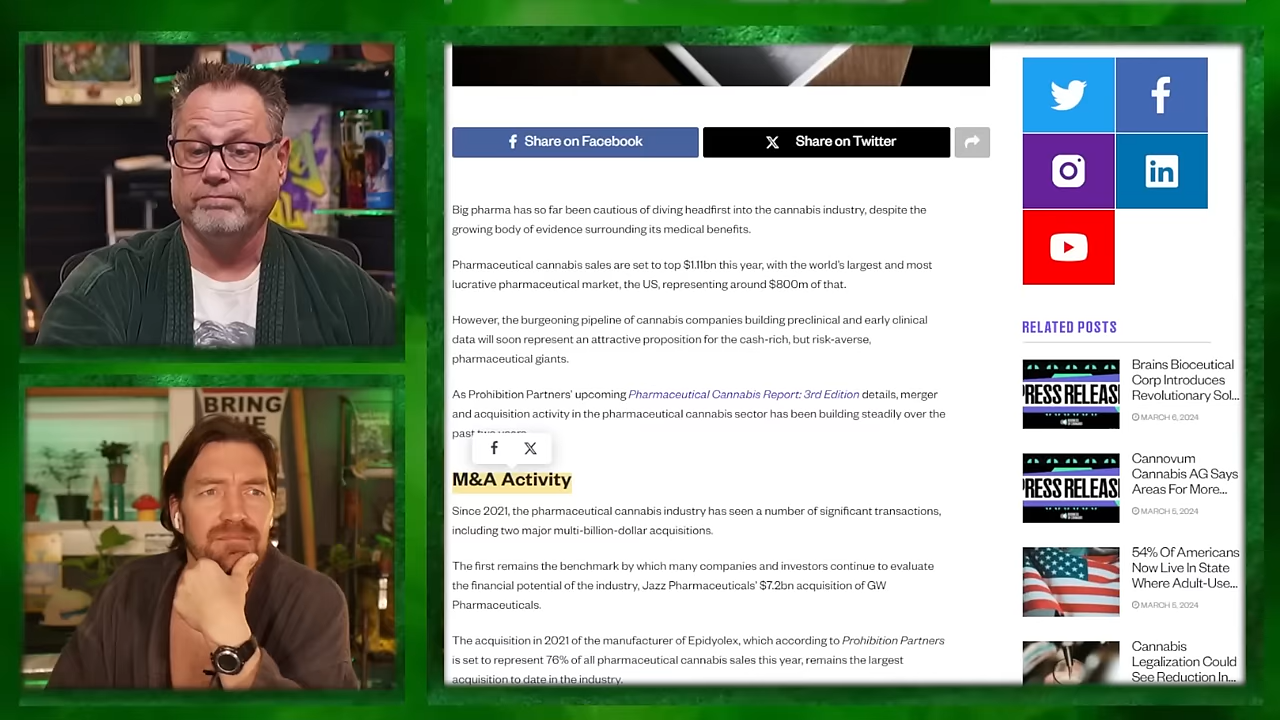 BRING
Share on Facebook
Share on Twitter
Big pharma has so far been cautious of diving headfirst into the cannabis industry, despite the
growing body of evidence surrounding its medical benefits.
Pharmaceutical cannabis sales are set to top $1.11bn this year, with the world's largest and most
lucrative pharmaceutical market, the US, representing around $800m of that.
However, the burgeoning pipeline of cannabis companies building preclinical and early clinical
data will soon represent an attractive proposition for the cash-rich, but risk-averse,
pharmaceutical giants.
As Prohibition Partners' upcoming Pharmaceutical Cannabis Report: 3rd Edition details, merger
and acquisition activity in the pharmaceutical cannabis sector has been building steadily over the
past two years.
M&A Activity
Since 2021, the pharmaceutical cannabis industry has seen a number of significant transactions,
including two major multi-billion-dollar acquisitions.
The first remains the benchmark by which many companies and investors continue to evaluate
the financial potential of the industry, Jazz Pharmaceuticals' $7.2bn acquisition of GW
Pharmaceuticals.
The acquisition in 2021 of the manufacturer of Epidyolex, which according to Prohibition Partners
is set to represent 76% of all pharmaceutical cannabis sales this year, remains the largest
acquisition to date in the industry.
RELATED POSTS
PRESS RELEAS
Brains Bioceutical
Corp Introduces
Revolutionary Sol...
MARCH 6, 2024
PRESS RELEAS
Cannovum
Cannabis AG Says
Areas For More...
MARCH 5, 2024
54% Of Americans
Now Live In State
Where Adult-Use...
MARCH 5, 2024
Cannabis
Legalization Could
See Reduction In...